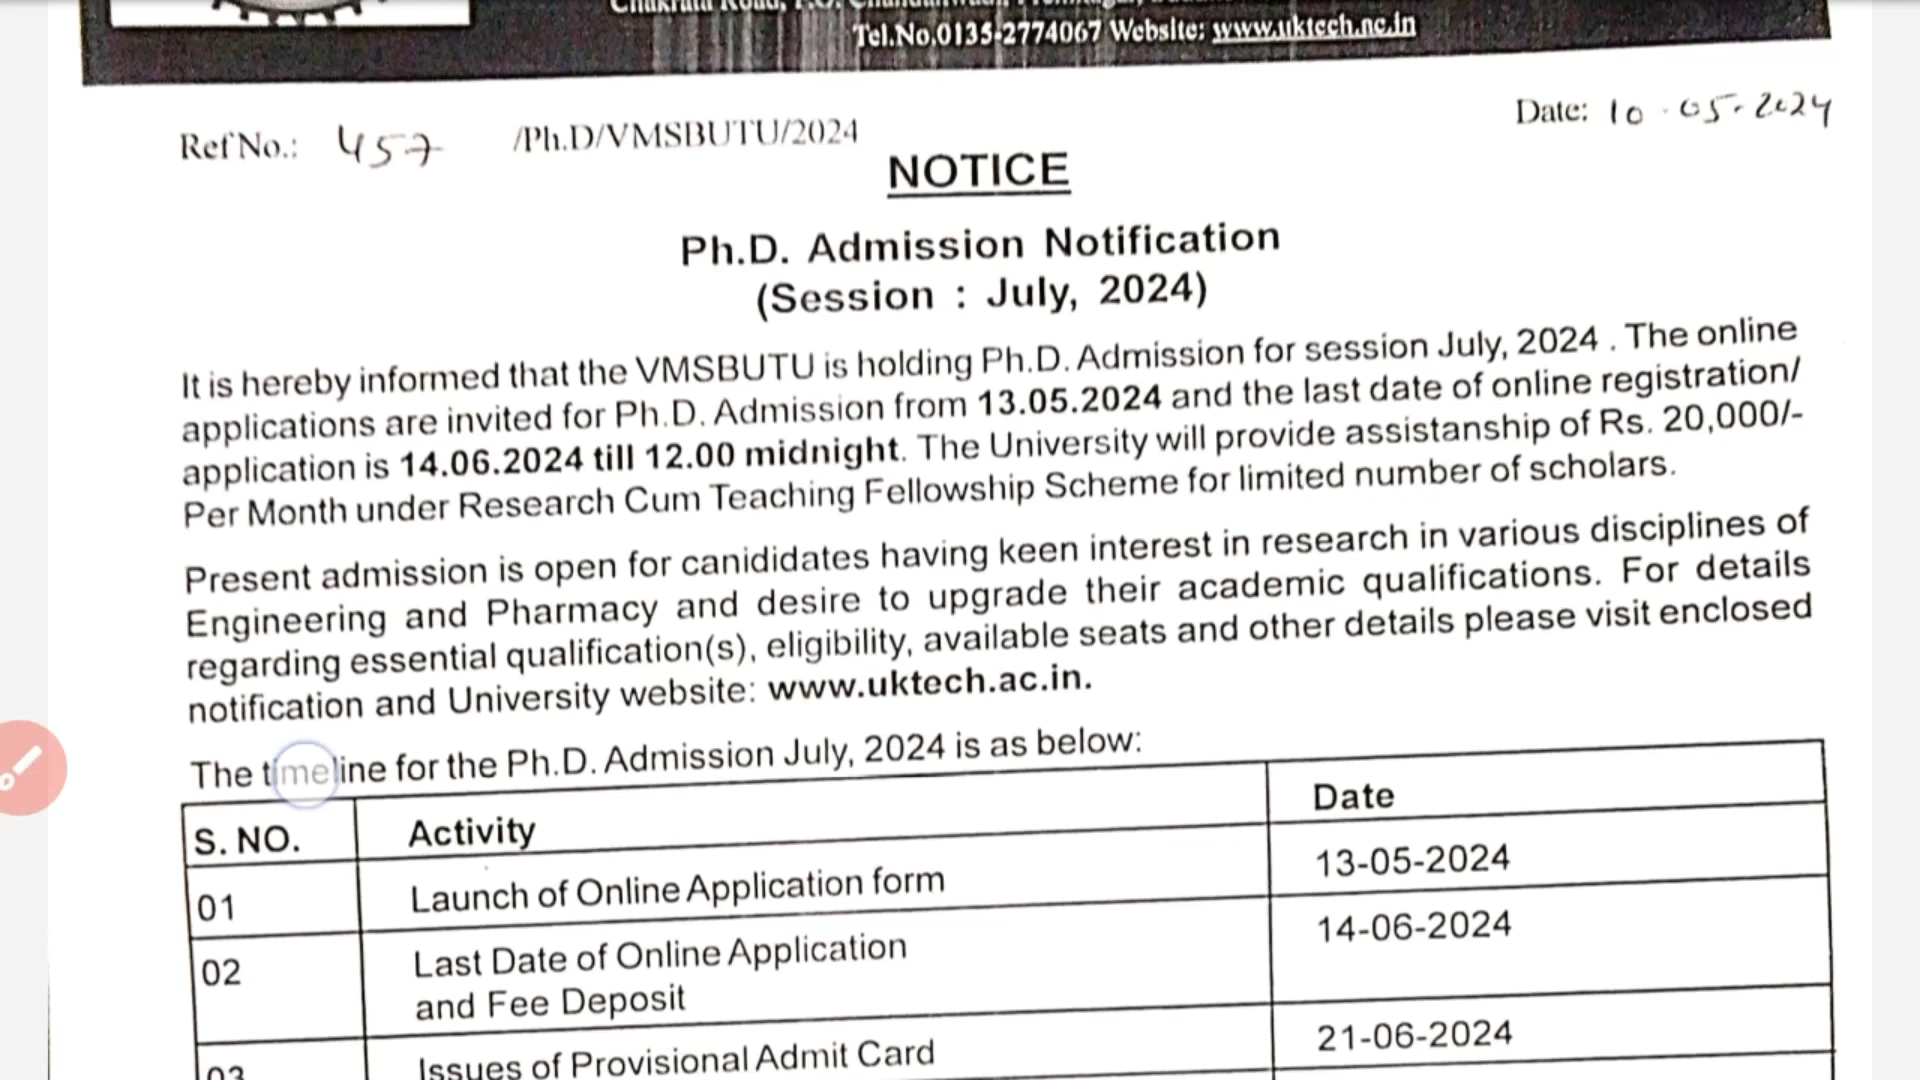 Tel.No.0135-2774067 Website: www.uktech.ac.in
Ref No.: 457 /Ph.D/VMSBUTU/2024
Date: 10.05.2024
NOTICE
Ph.D. Admission Notification
(Session : July, 2024)
It is hereby informed that the VMSBUTU is holding Ph.D. Admission for session July, 2024 . The online
applications are invited for Ph.D. Admission from 13.05.2024 and the last date of online registration/
application is 14.06.2024 till 12.00 midnight. The University will provide assistanship of Rs. 20,000/-
Per Month under Research Cum Teaching Fellowship Scheme for limited number of scholars.
Present admission is open for canididates having keen interest in research in various disciplines of
Engineering and Pharmacy and desire to upgrade their academic qualifications. For details
regarding essential qualification(s), eligibility, available seats and other details please visit enclosed
notification and University website: www.uktech.ac.in.
The timeline for the Ph.D. Admission July, 2024 is as below:
S. NO. Activity Date
01 Launch of Online Application form 13-05-2024
02 Last Date of Online Application 14-06-2024
and Fee Deposit
03 Issues of Provisional Admit Card 21-06-2024